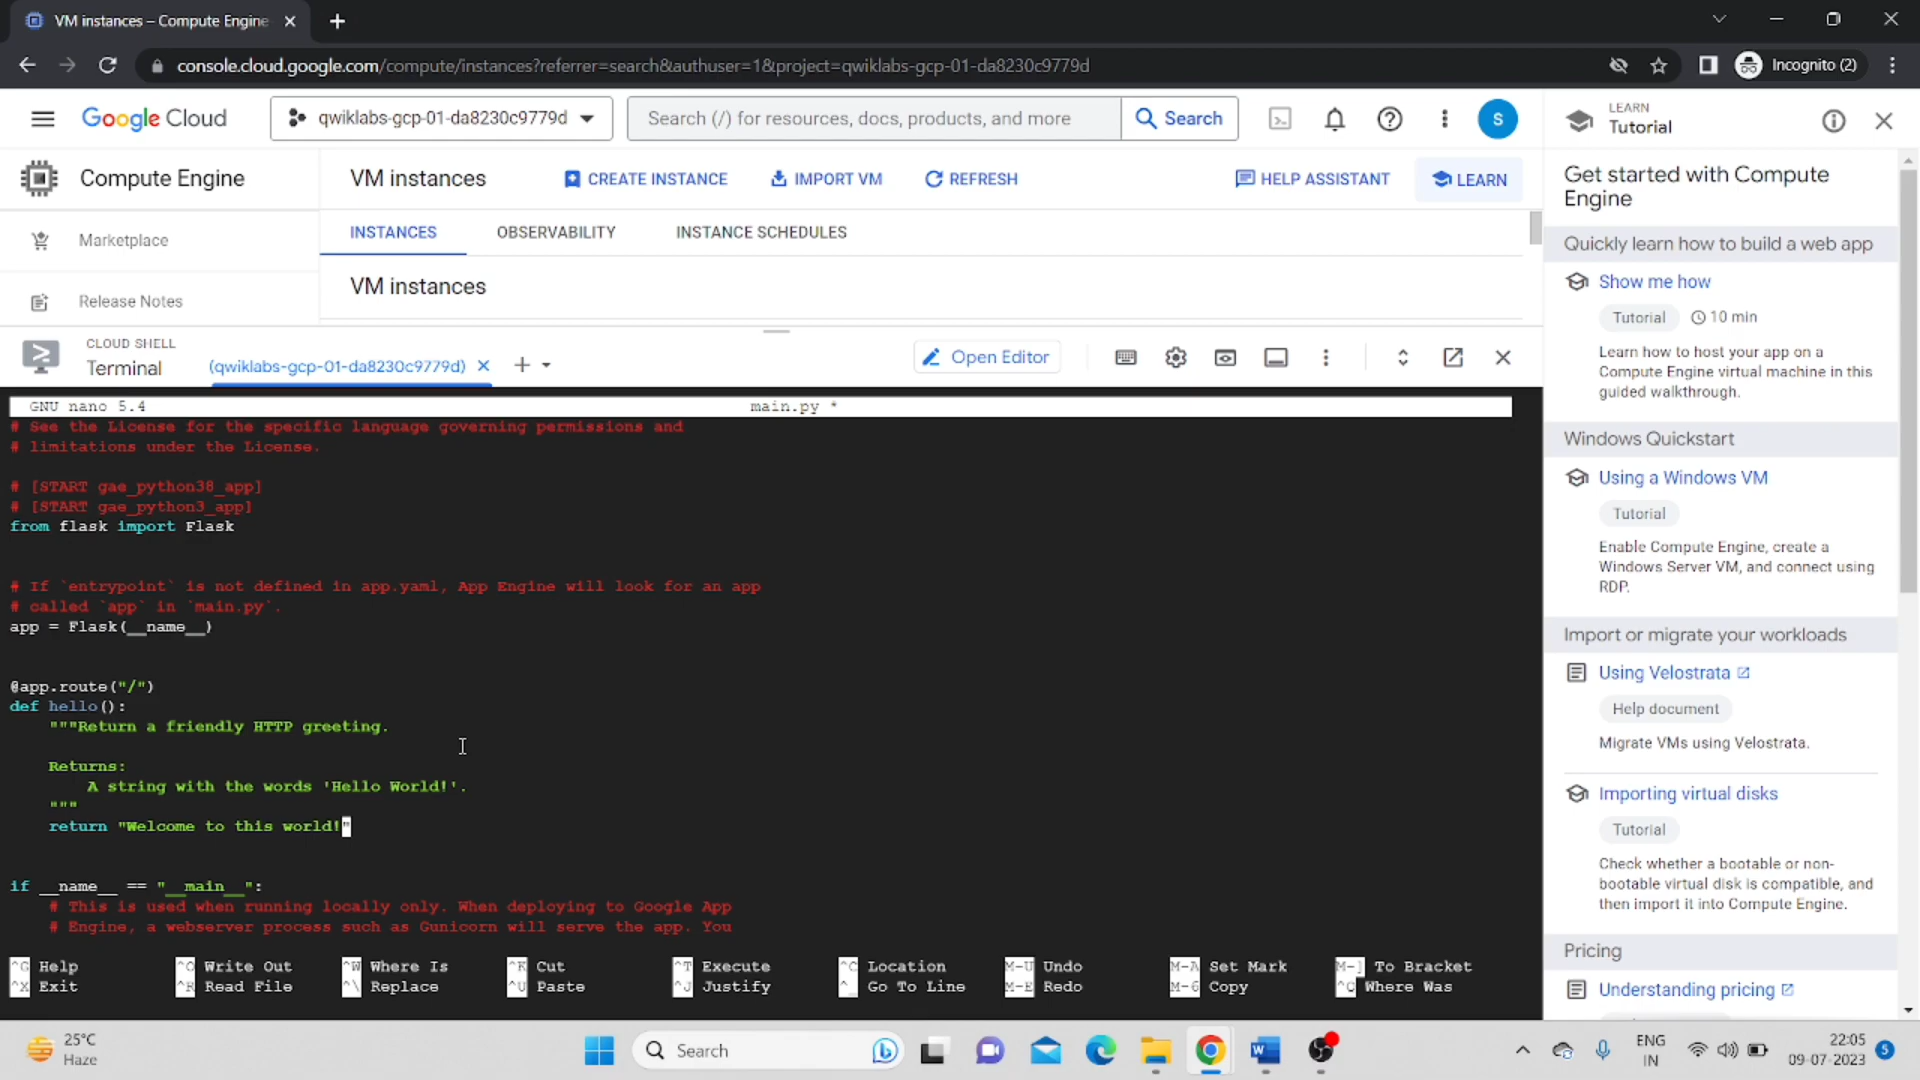 VM instances – Compute Engine
console.cloud.google.com/compute/instances?referrer=search&authuser=1&project=qwiklabs-gcp-01-da8230c9779d
Incognito (2)
Google Cloud
qwiklabs-gcp-01-da8230c9779d
Search (/) for resources, docs, products, and more
Search
S
LEARN
Tutorial
Compute Engine
VM instances
CREATE INSTANCE
IMPORT VM
REFRESH
HELP ASSISTANT
LEARN
Get started with Compute
Engine
Marketplace
INSTANCES
OBSERVABILITY
INSTANCE SCHEDULES
Quickly learn how to build a web app
Release Notes
VM instances
Show me how
Tutorial
10 min
Learn how to host your app on a
Compute Engine virtual machine in this
guided walkthrough.
CLOUD SHELL
Terminal
(qwiklabs-gcp-01-da8230c9779d)
Open Editor
GNU nano 5.4
main.py *
# See the License for the specific language governing permissions and
# limitations under the License.
# [START gae_python38_app]
# [START gae_python3_app]
from flask import Flask
# If `entrypoint` is not defined in app.yaml, App Engine will look for an app
# called `app` in `main.py`.
app = Flask(__name__)
@app.route("/")
def hello():
"""Return a friendly HTTP greeting.
Returns:
A string with the words 'Hello World!'.
"""
return "Welcome to this world!"
if __name__ == "__main__":
# This is used when running locally only. When deploying to Google App
# Engine, a webserver process such as Gunicorn will serve the app. You
^G Help
^O Write Out
^W Where Is
^K Cut
^T Execute
^C Location
M-U Undo
M-A Set Mark
M-] To Bracket
^X Exit
^R Read File
^\ Replace
^U Paste
^J Justify
^_ Go To Line
M-E Redo
M-6 Copy
^Q Where Was
Windows Quickstart
Using a Windows VM
Tutorial
Enable Compute Engine, create a
Windows Server VM, and connect using
RDP.
Import or migrate your workloads
Using Velostrata
Help document
Migrate VMs using Velostrata.
Importing virtual disks
Tutorial
Check whether a bootable or non-
bootable virtual disk is compatible, and
then import it into Compute Engine.
Pricing
Understanding pricing
25°C
Haze
Search
ENG
IN
22:05
09-07-2023
5